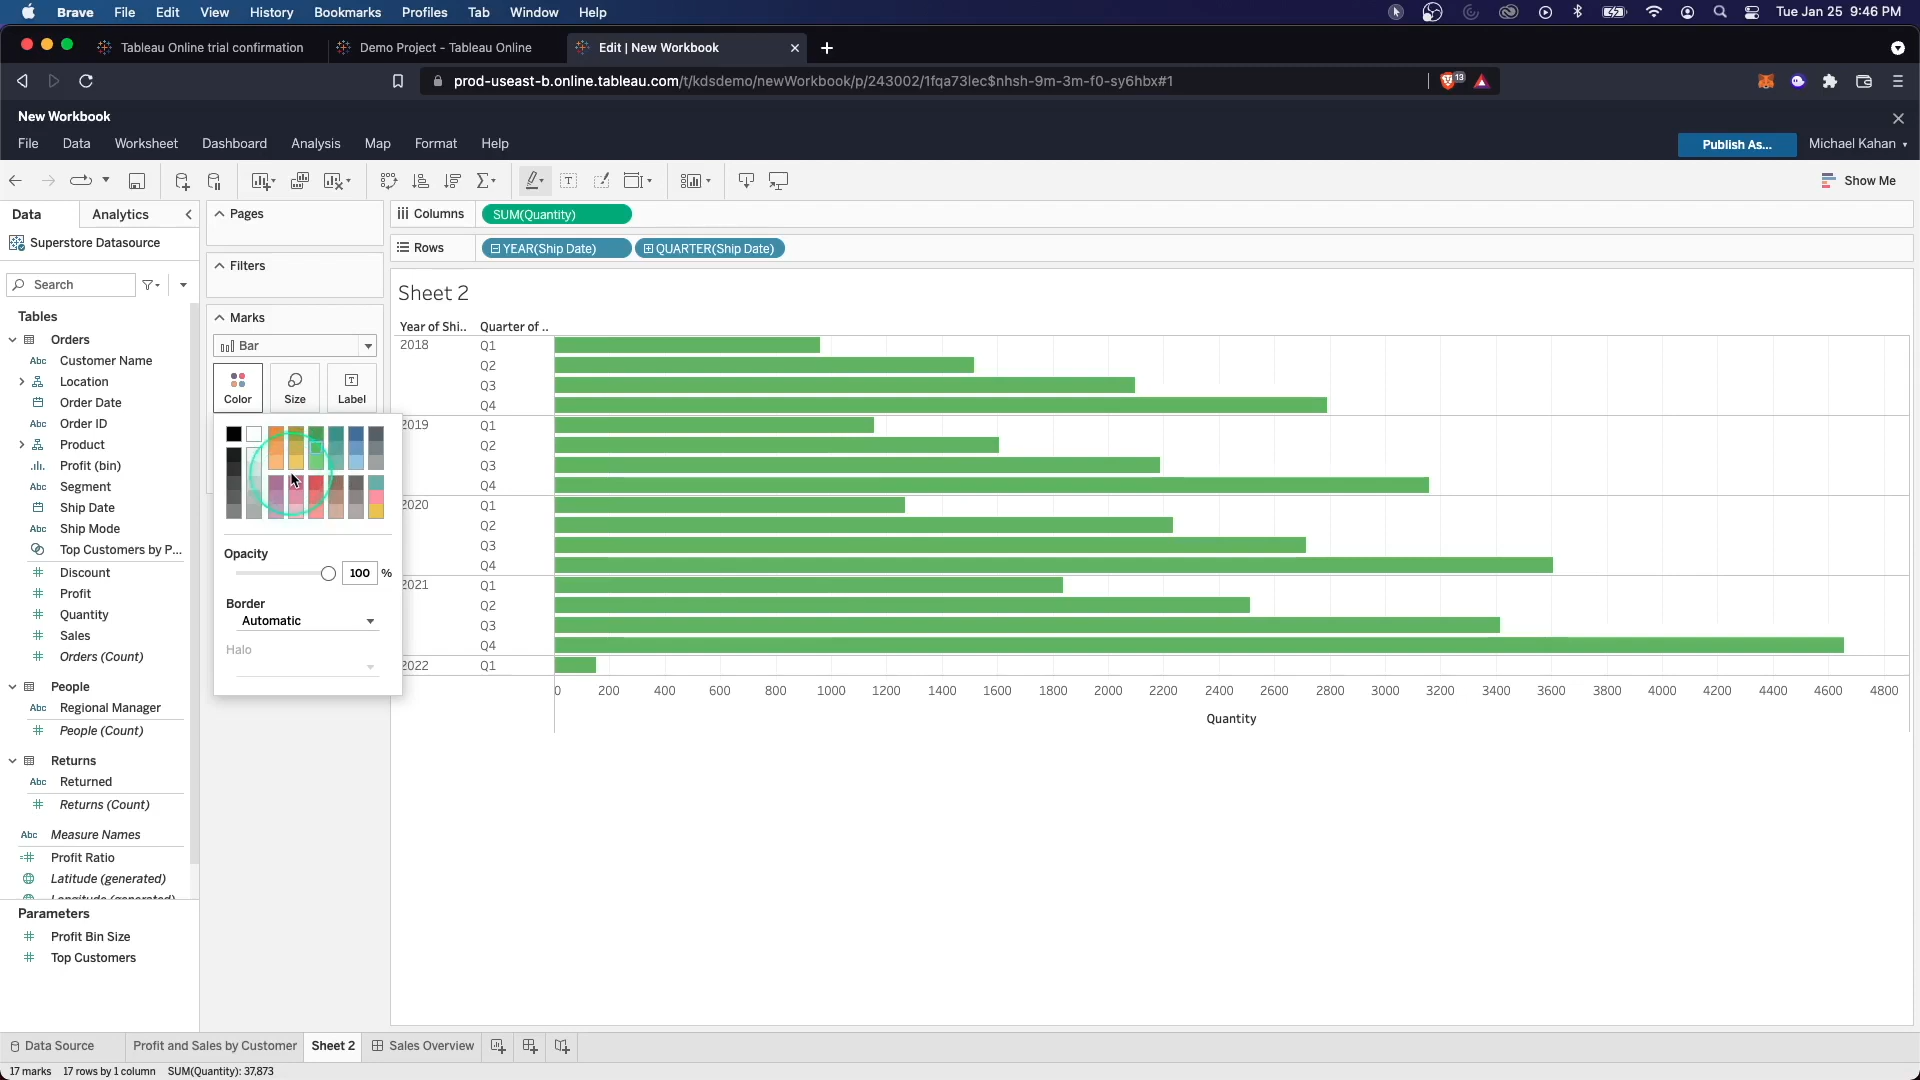 Brave File Edit View History Bookmarks Profiles Tab Window Help Tue Jan 25 9:46 PM
Tableau Online trial confirmation Demo Project - Tableau Online Edit | New Workbook
prod-useast-b.online.tableau.com/t/kdsdemo/newWorkbook/p/243002/1fqa73lec$nhsh-9m-3m-f0-sy6hbx#1 13
New Workbook
File Data Worksheet Dashboard Analysis Map Format Help Publish As... Michael Kahan
Show Me
Data Analytics Pages Columns SUM(Quantity)
Superstore Datasource
Rows YEAR(Ship Date) QUARTER(Ship Date)
Filters
Search
Sheet 2
Tables
Marks
Year of Shi.. Quarter of ..
Orders
Bar
2018 Q1
Q2
Q3
Q4
Customer Name
Location
Order Date
Order ID
Product
Profit (bin)
Segment
Ship Date
Ship Mode
Top Customers by P...
Discount
Profit
Quantity
Sales
Orders (Count)
Color Size Label
Opacity
100 %
Border
Automatic
Halo
2019 Q1
Q2
Q3
Q4
2020 Q1
Q2
Q3
Q4
2021 Q1
Q2
Q3
Q4
2022 Q1
0 200 400 600 800 1000 1200 1400 1600 1800 2000 2200 2400 2600 2800 3000 3200 3400 3600 3800 4000 4200 4400 4600 4800
Quantity
People
Abc Regional Manager
People (Count)
Returns
Abc Returned
Returns (Count)
Abc Measure Names
Profit Ratio
Latitude (generated)
Parameters
Profit Bin Size
Top Customers
Data Source Profit and Sales by Customer Sheet 2 Sales Overview
17 marks 17 rows by 1 column SUM(Quantity): 37,873